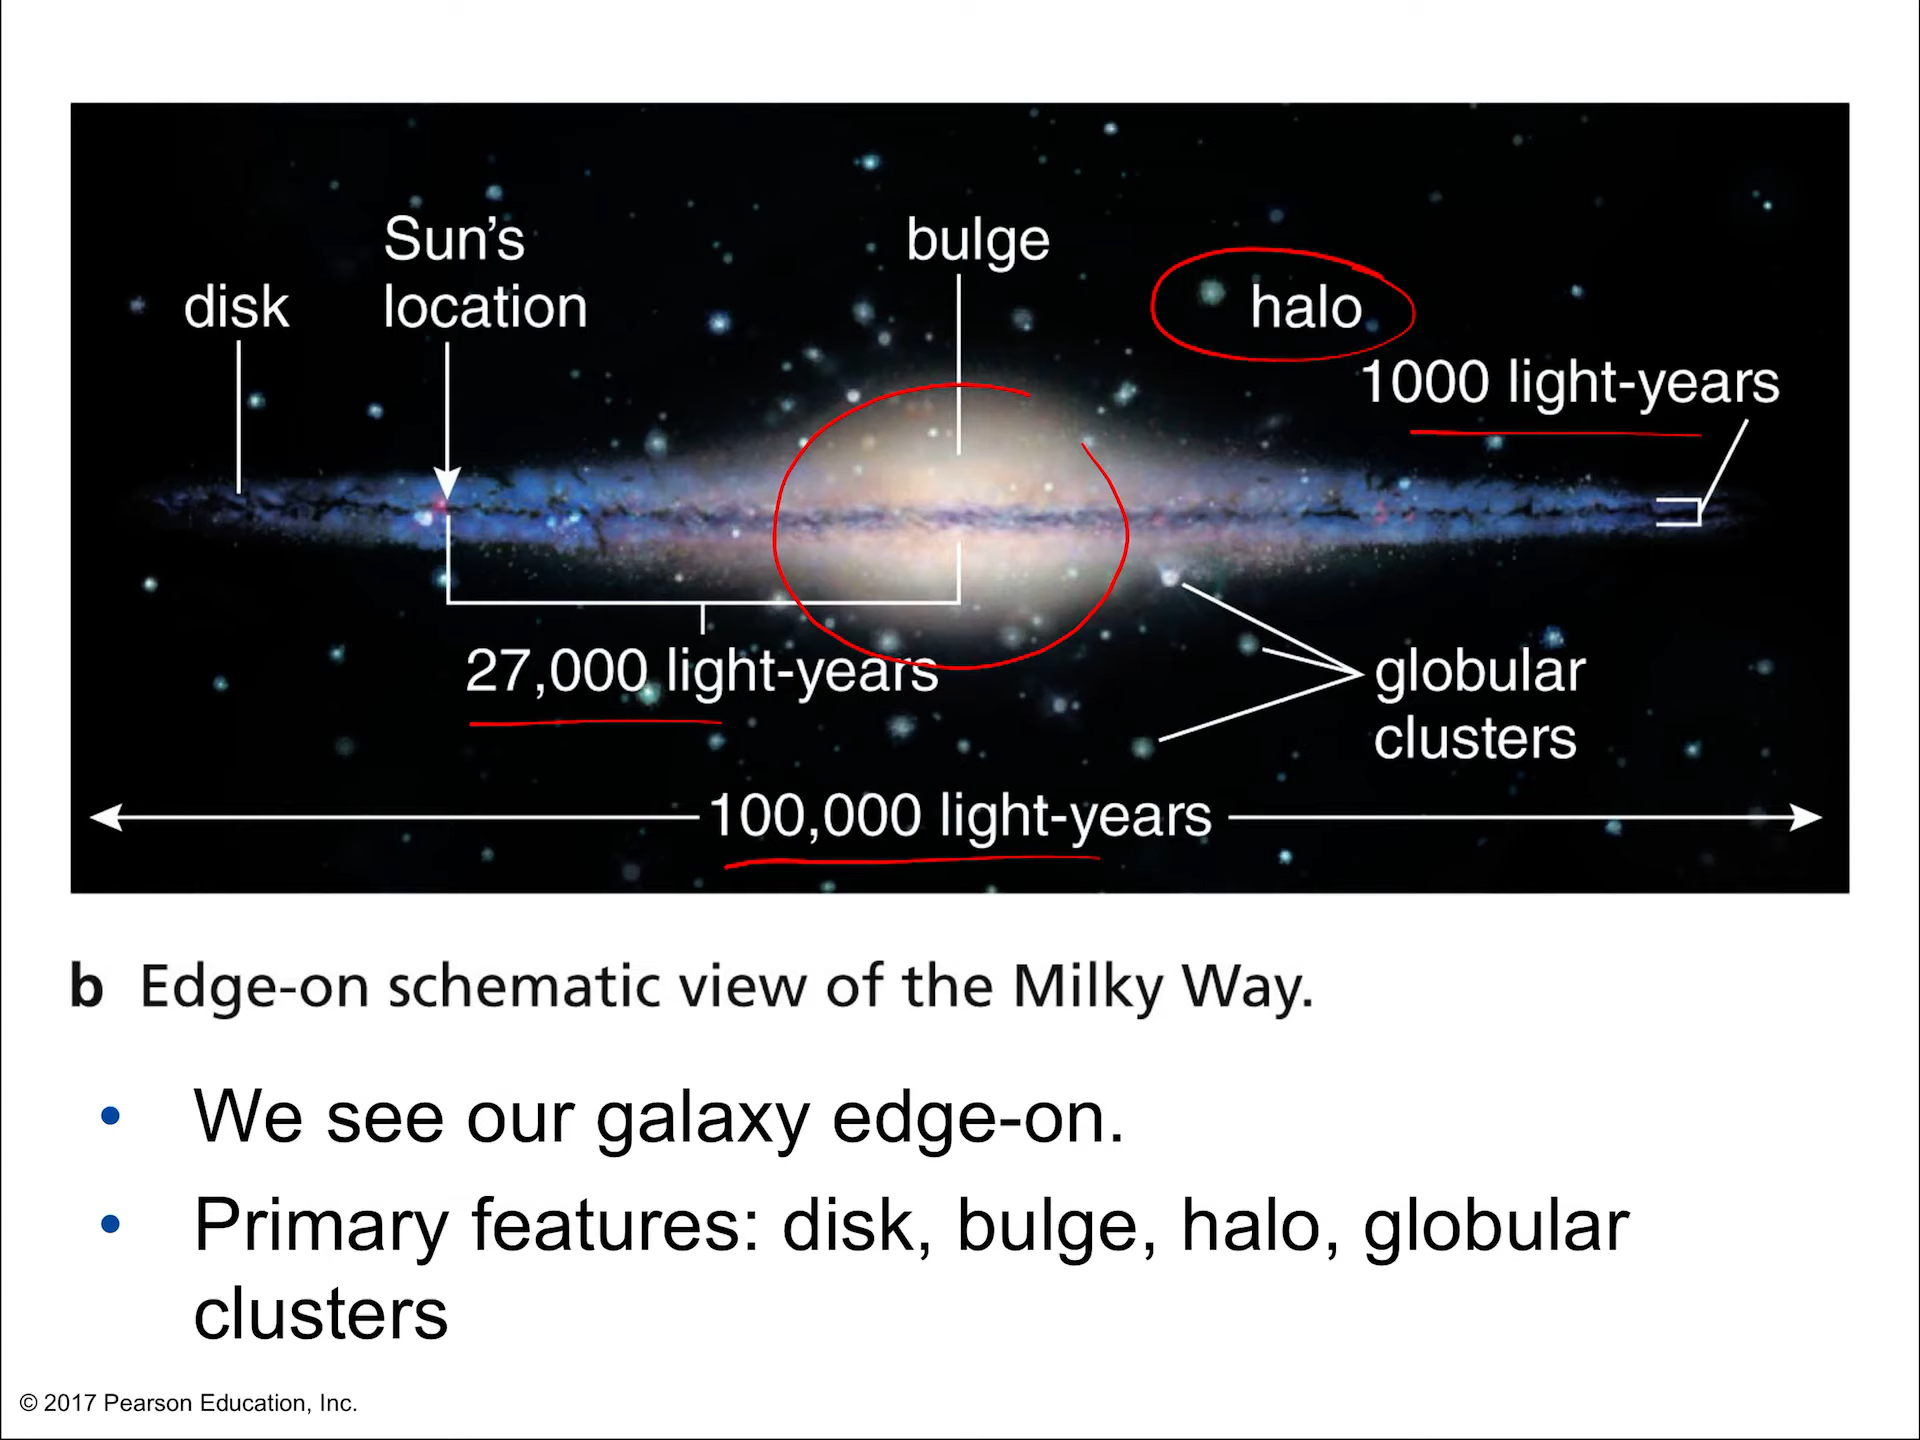 Sun's
location
bulge
disk
halo
1000 light-years
27,000 light-years
globular
clusters
100,000 light-years
b Edge-on schematic view of the Milky Way.
• We see our galaxy edge-on.
• Primary features: disk, bulge, halo, globular
clusters
© 2017 Pearson Education, Inc.